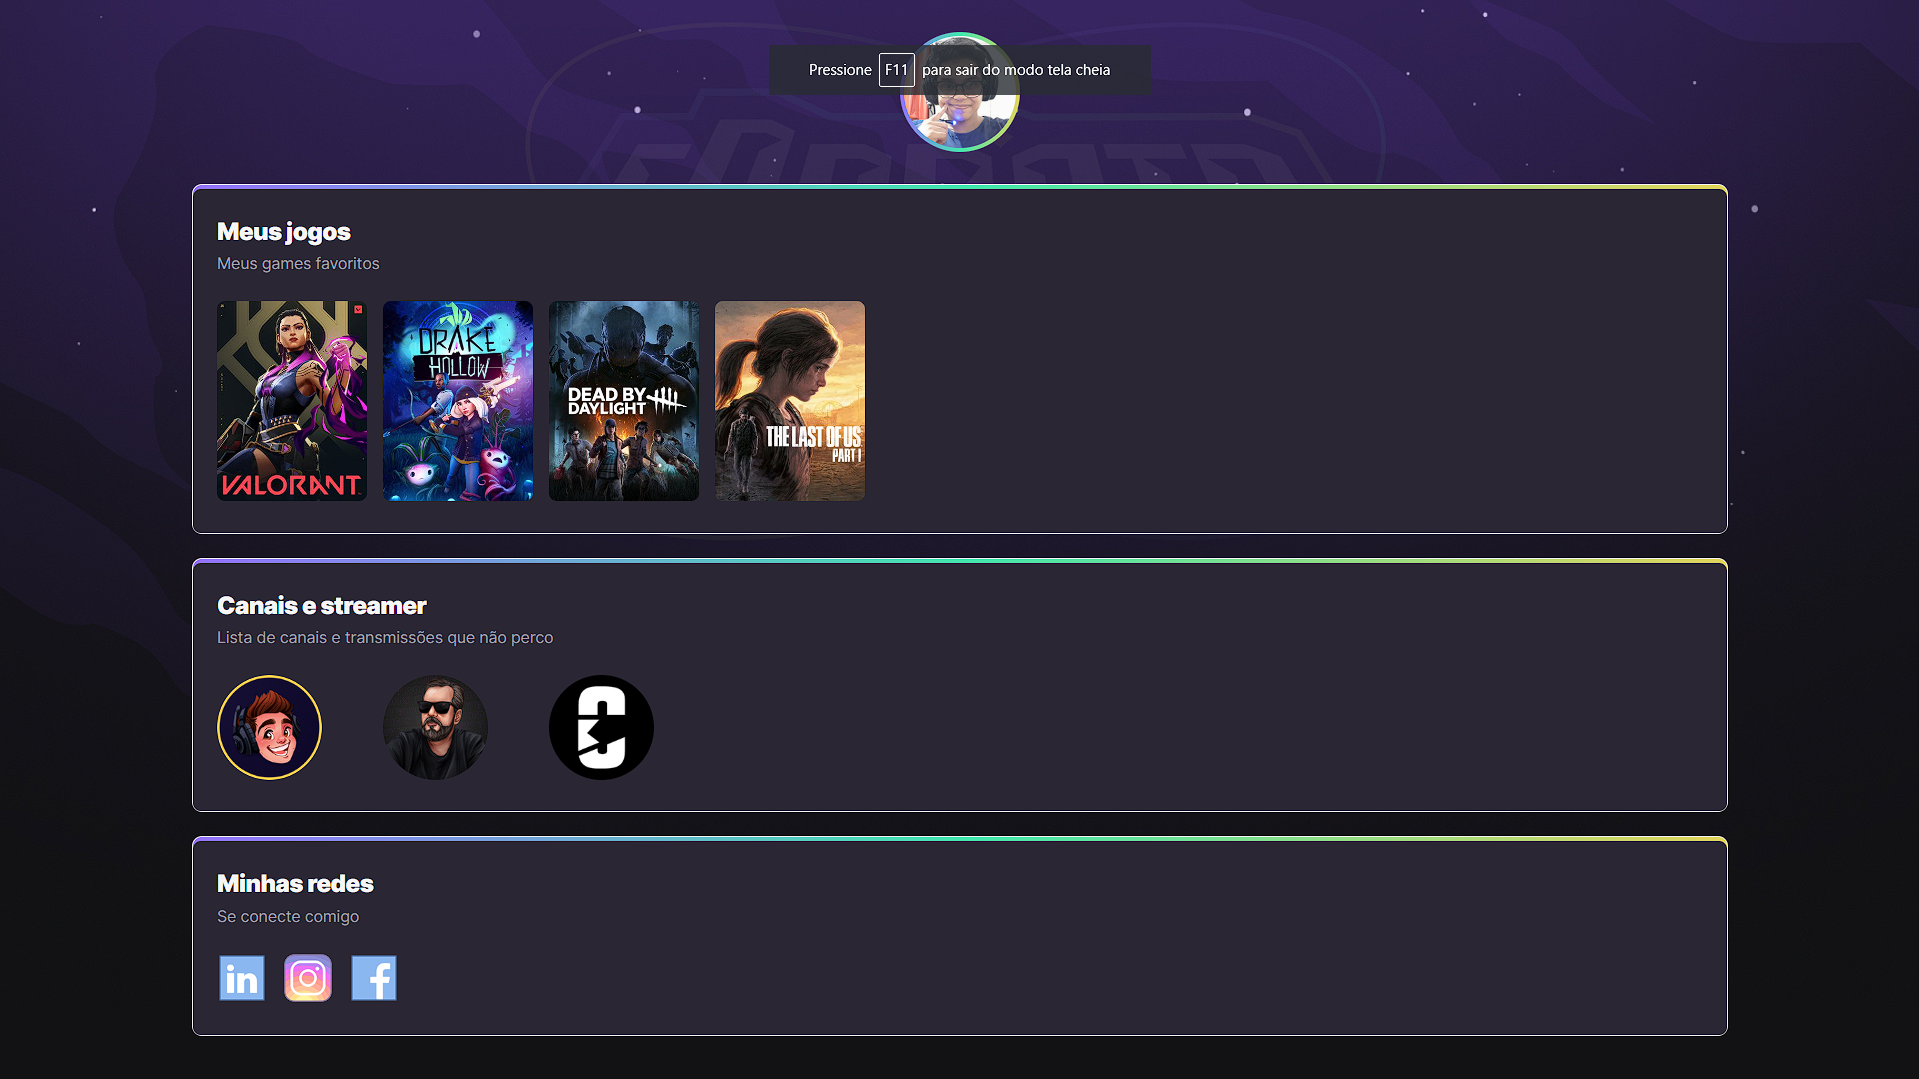 Pressione F11 para sair do modo tela cheia
Meus jogos
Meus games favoritos
VALORANT
DRAKE
HOLLOW
DEAD BY
DAYLIGHT
THE LAST OF US
PART I
Canais e streamer
Lista de canais e transmissões que não perco
Minhas redes
Se conecte comigo
in
f